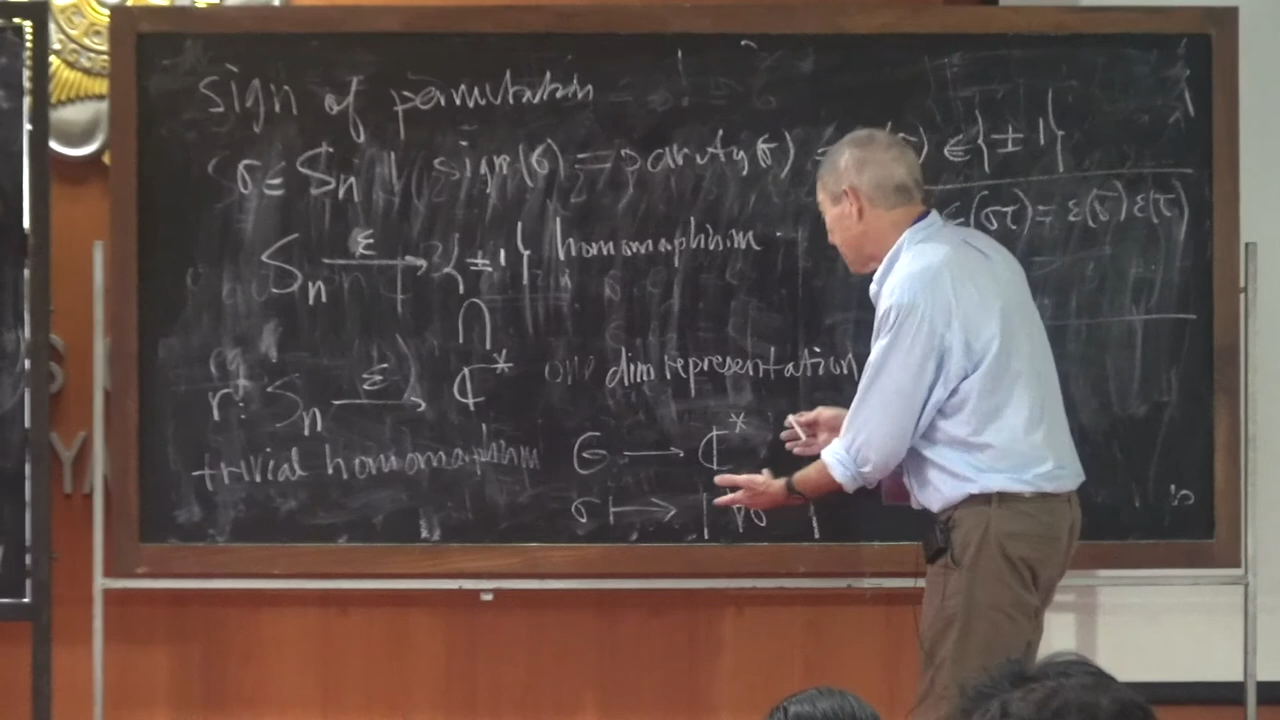 sign of permutation
σ ∈ Sn sign(σ) = parity(σ) = ∈ {±1}
ε(στ) = ε(σ) ε(τ)
Sn —ε→ {±1} homomorphism
∩
Sn —ε→ ℂ* one dim representation
trivial homomorphism G → ℂ*
σ ↦ 1 ∀σ